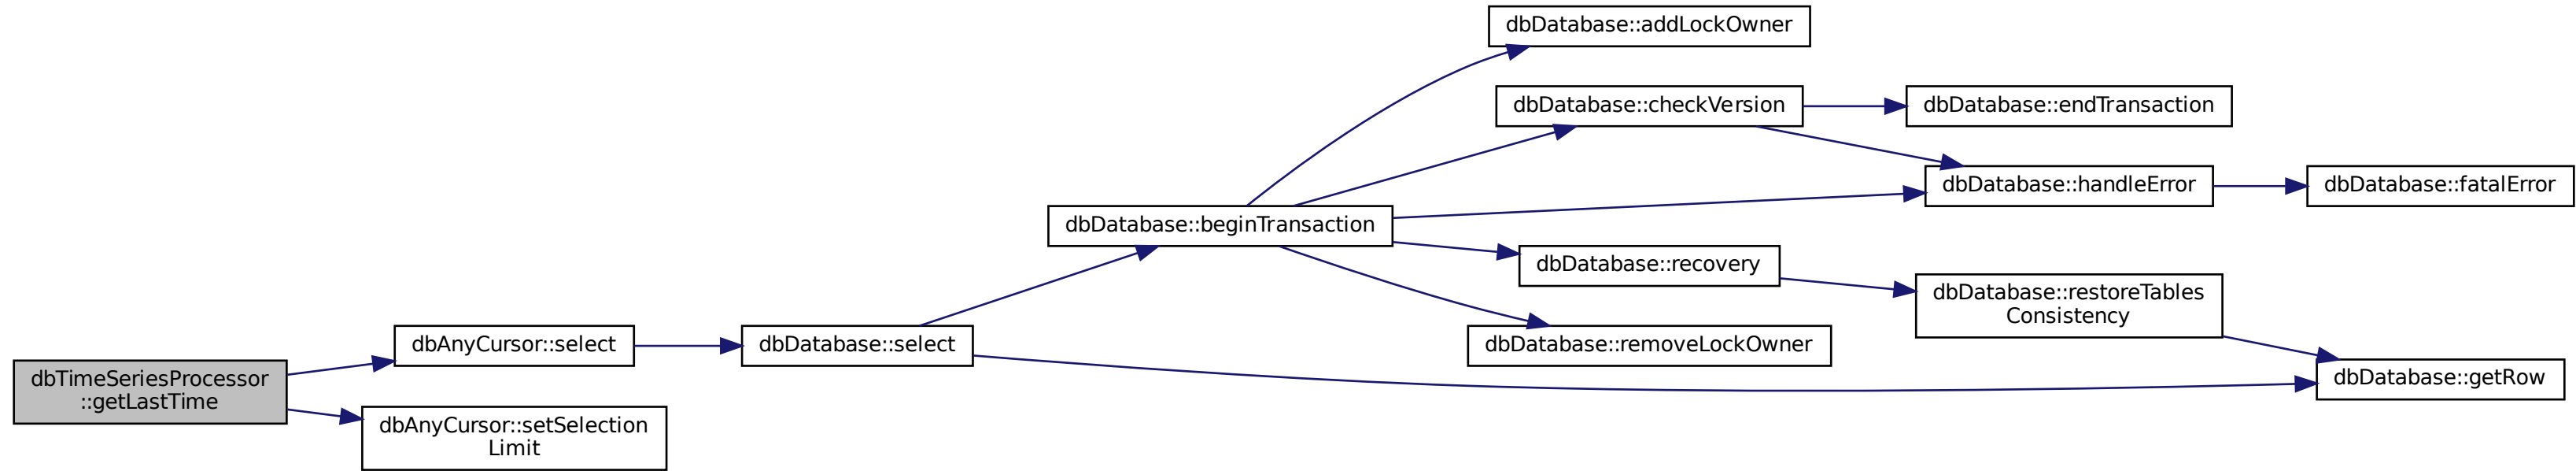 dbDatabase::addLockOwner
dbDatabase::checkVersion
dbDatabase::endTransaction
dbDatabase::handleError
dbDatabase::fatalError
dbDatabase::beginTransaction
dbDatabase::recovery
dbDatabase::restoreTables
Consistency
dbAnyCursor::select
dbDatabase::select
dbDatabase::removeLockOwner
dbTimeSeriesProcessor
::getLastTime
dbDatabase::getRow
dbAnyCursor::setSelection
Limit